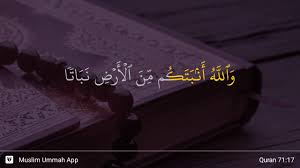 وَٱللَّهُ أَنۢبَتَكُم مِّنَ ٱلْأَرْضِ نَبَاتًا
Muslim Ummah App
Quran 71:17